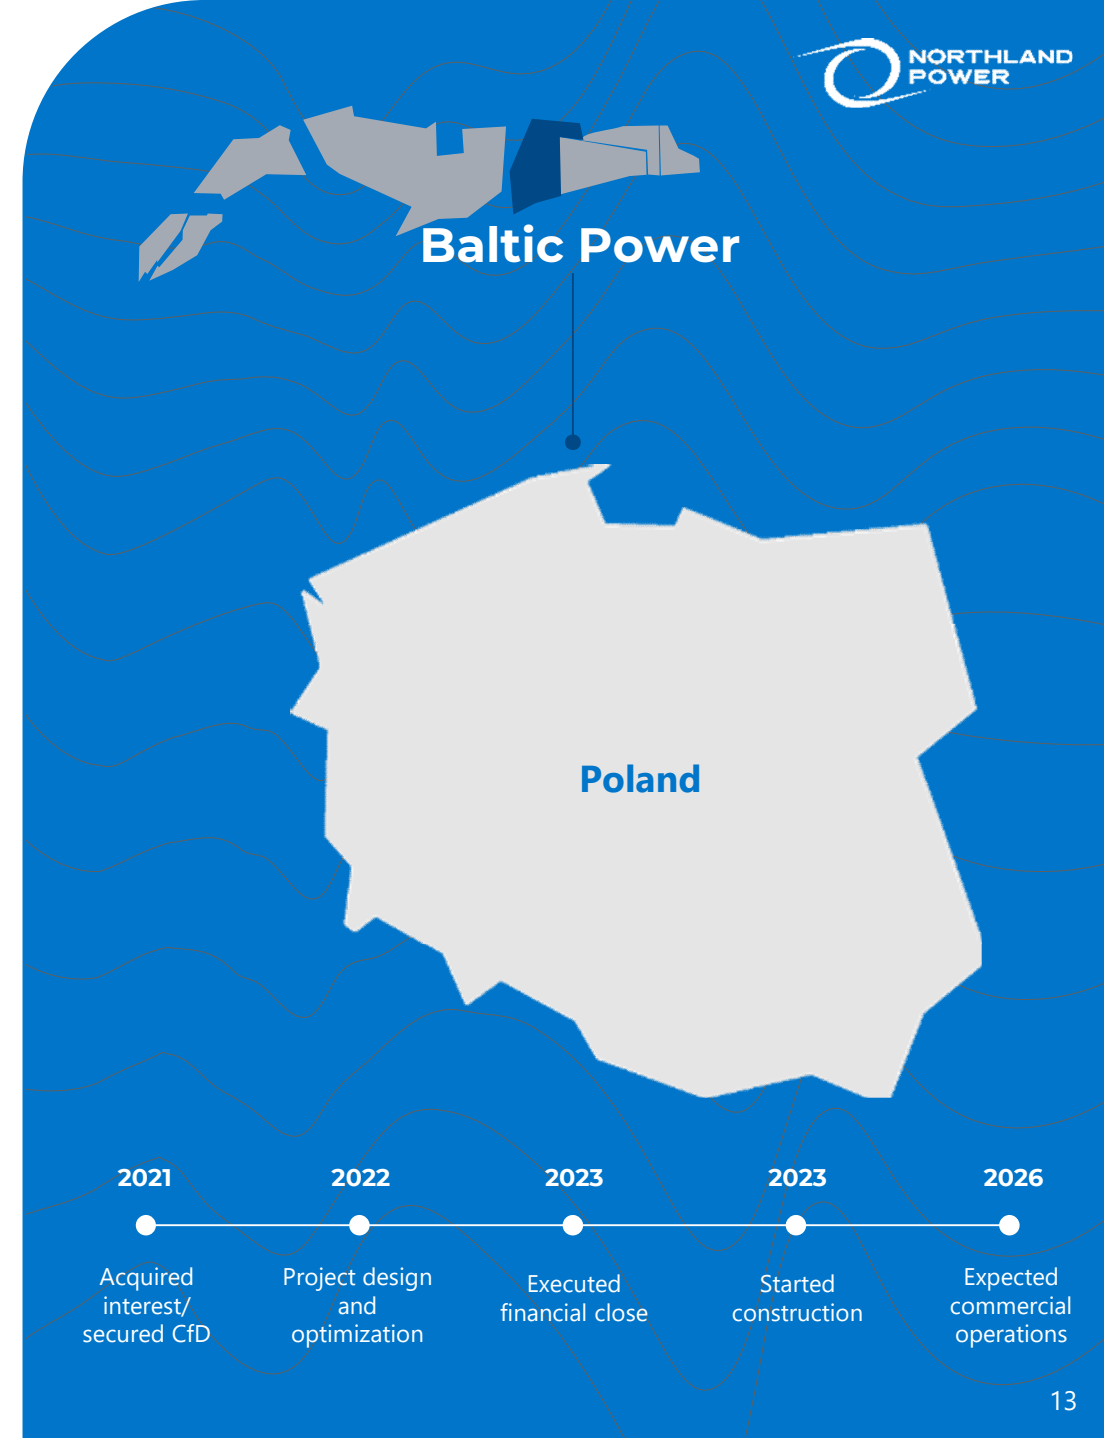 NORTHLAND
POWER
Baltic Power
Poland
2021
2022
2023
2023
2026
Acquired
interest/
secured CfD
Project design
and
optimization
Executed
financial close
Started
construction
Expected
commercial
operations
13